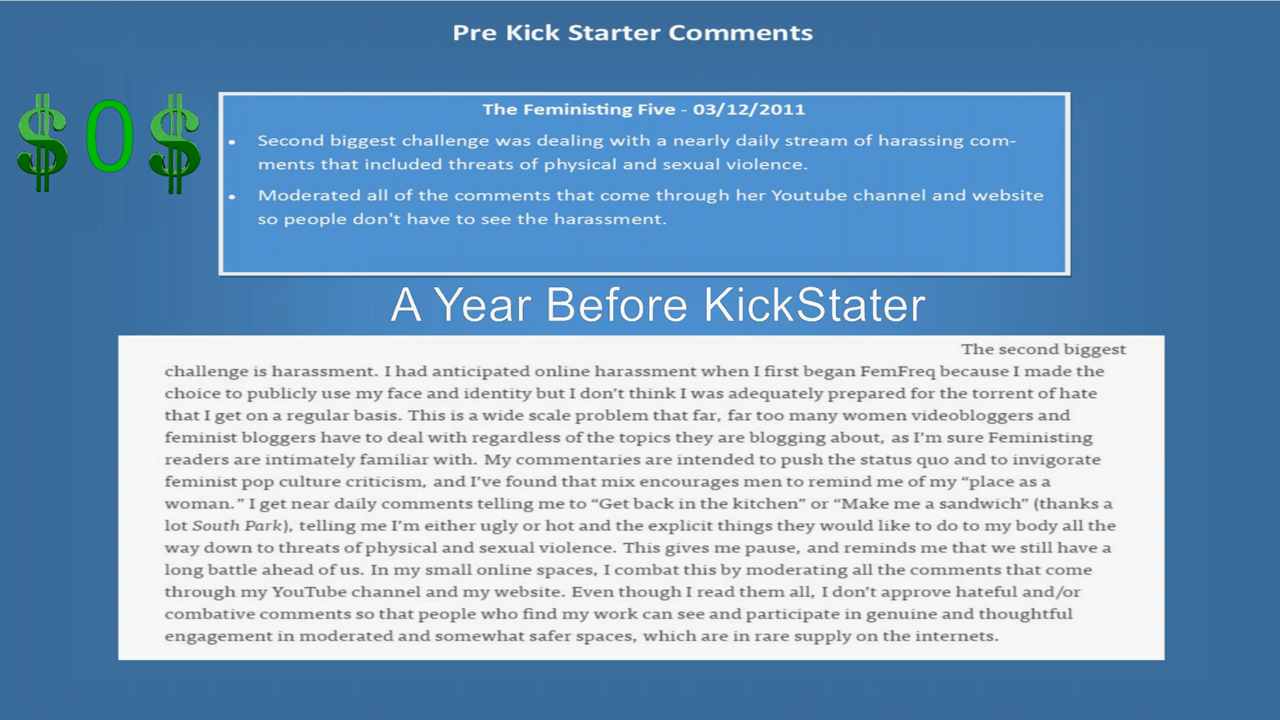 Pre Kick Starter Comments
$0$
The Feministing Five - 03/12/2011
• Second biggest challenge was dealing with a nearly daily stream of harassing com-
ments that included threats of physical and sexual violence.
• Moderated all of the comments that come through her Youtube channel and website
so people don't have to see the harassment.
A Year Before KickStater
The second biggest
challenge is harassment. I had anticipated online harassment when I first began FemFreq because I made the
choice to publicly use my face and identity but I don’t think I was adequately prepared for the torrent of hate
that I get on a regular basis. This is a wide scale problem that far, far too many women videobloggers and
feminist bloggers have to deal with regardless of the topics they are blogging about, as I’m sure Feministing
readers are intimately familiar with. My commentaries are intended to push the status quo and to invigorate
feminist pop culture criticism, and I’ve found that mix encourages men to remind me of my “place as a
woman.” I get near daily comments telling me to “Get back in the kitchen” or “Make me a sandwich” (thanks a
lot South Park), telling me I’m either ugly or hot and the explicit things they would like to do to my body all the
way down to threats of physical and sexual violence. This gives me pause, and reminds me that we still have a
long battle ahead of us. In my small online spaces, I combat this by moderating all the comments that come
through my YouTube channel and my website. Even though I read them all, I don’t approve hateful and/or
combative comments so that people who find my work can see and participate in genuine and thoughtful
engagement in moderated and somewhat safer spaces, which are in rare supply on the internets.